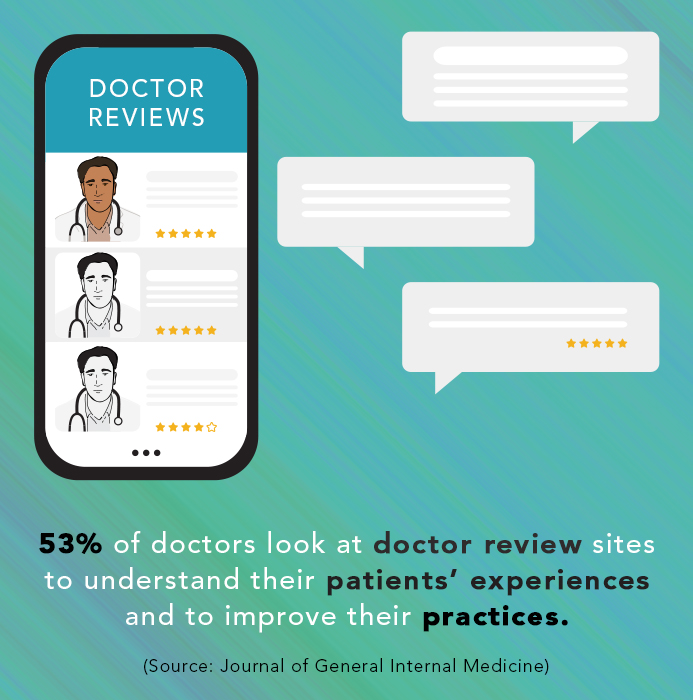 DOCTOR
REVIEWS
53% of doctors look at doctor review sites
to understand their patients’ experiences
and to improve their practices.
(Source: Journal of General Internal Medicine)